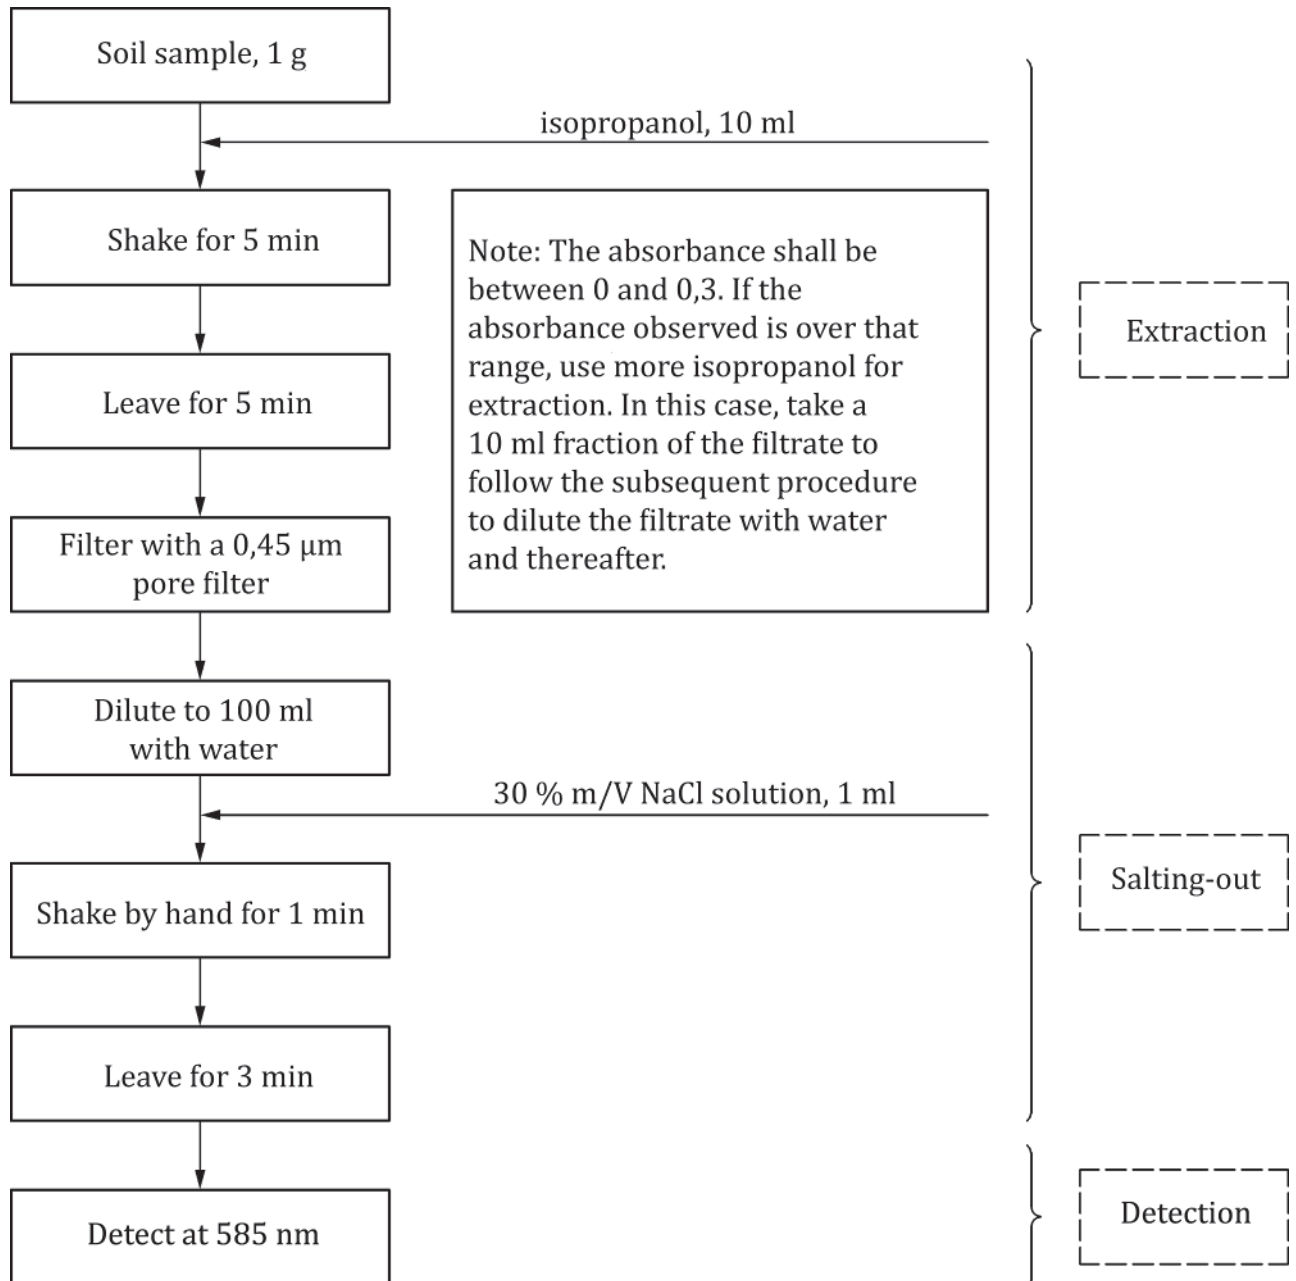 Soil sample, 1 g
isopropanol, 10 ml
Shake for 5 min
Leave for 5 min
Filter with a 0,45 µm
pore filter
Note: The absorbance shall be
between 0 and 0,3. If the
absorbance observed is over that
range, use more isopropanol for
extraction. In this case, take a
10 ml fraction of the filtrate to
follow the subsequent procedure
to dilute the filtrate with water
and thereafter.
Extraction
Dilute to 100 ml
with water
30 % m/V NaCl solution, 1 ml
Shake by hand for 1 min
Leave for 3 min
Salting-out
Detect at 585 nm
Detection